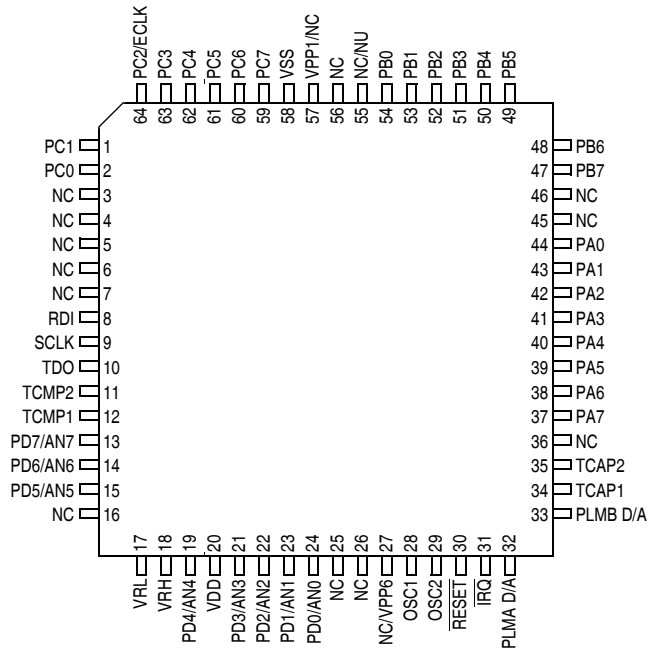 PC2/ECLK
PC3
PC4
PC5
PC6
PC7
VSS
VPP1/NC
NC
NC/NU
PB0
PB1
PB2
PB3
PB4
PB5
64
63
62
61
60
59
58
57
56
55
54
53
52
51
50
49
PC1 1
PC0 2
NC 3
NC 4
NC 5
NC 6
NC 7
RDI 8
SCLK 9
TDO 10
TCMP2 11
TCMP1 12
PD7/AN7 13
PD6/AN6 14
PD5/AN5 15
NC 16
48 PB6
47 PB7
46 NC
45 NC
44 PA0
43 PA1
42 PA2
41 PA3
40 PA4
39 PA5
38 PA6
37 PA7
36 NC
35 TCAP2
34 TCAP1
33 PLMB D/A
17
18
19
20
21
22
23
24
25
26
27
28
29
30
31
32
VRL
VRH
PD4/AN4
VDD
PD3/AN3
PD2/AN2
PD1/AN1
PD0/AN0
NC
NC
NC/VPP6
OSC1
OSC2
RESET
IRQ
PLMA D/A